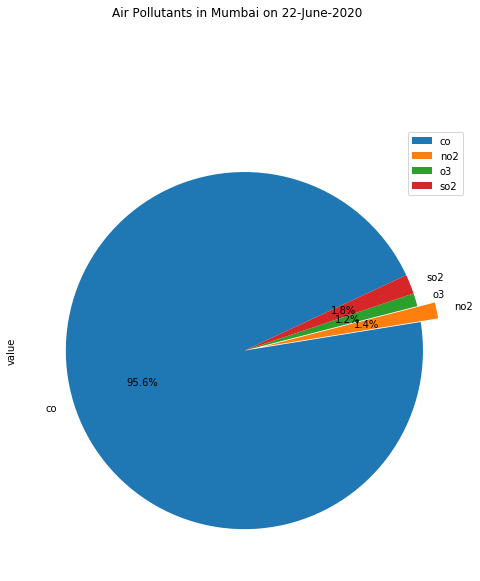 Air Pollutants in Mumbai on 22-June-2020
co
no2
o3
so2
so2
o3
no2
1.8%
1.2%
1.4%
value
95.6%
co